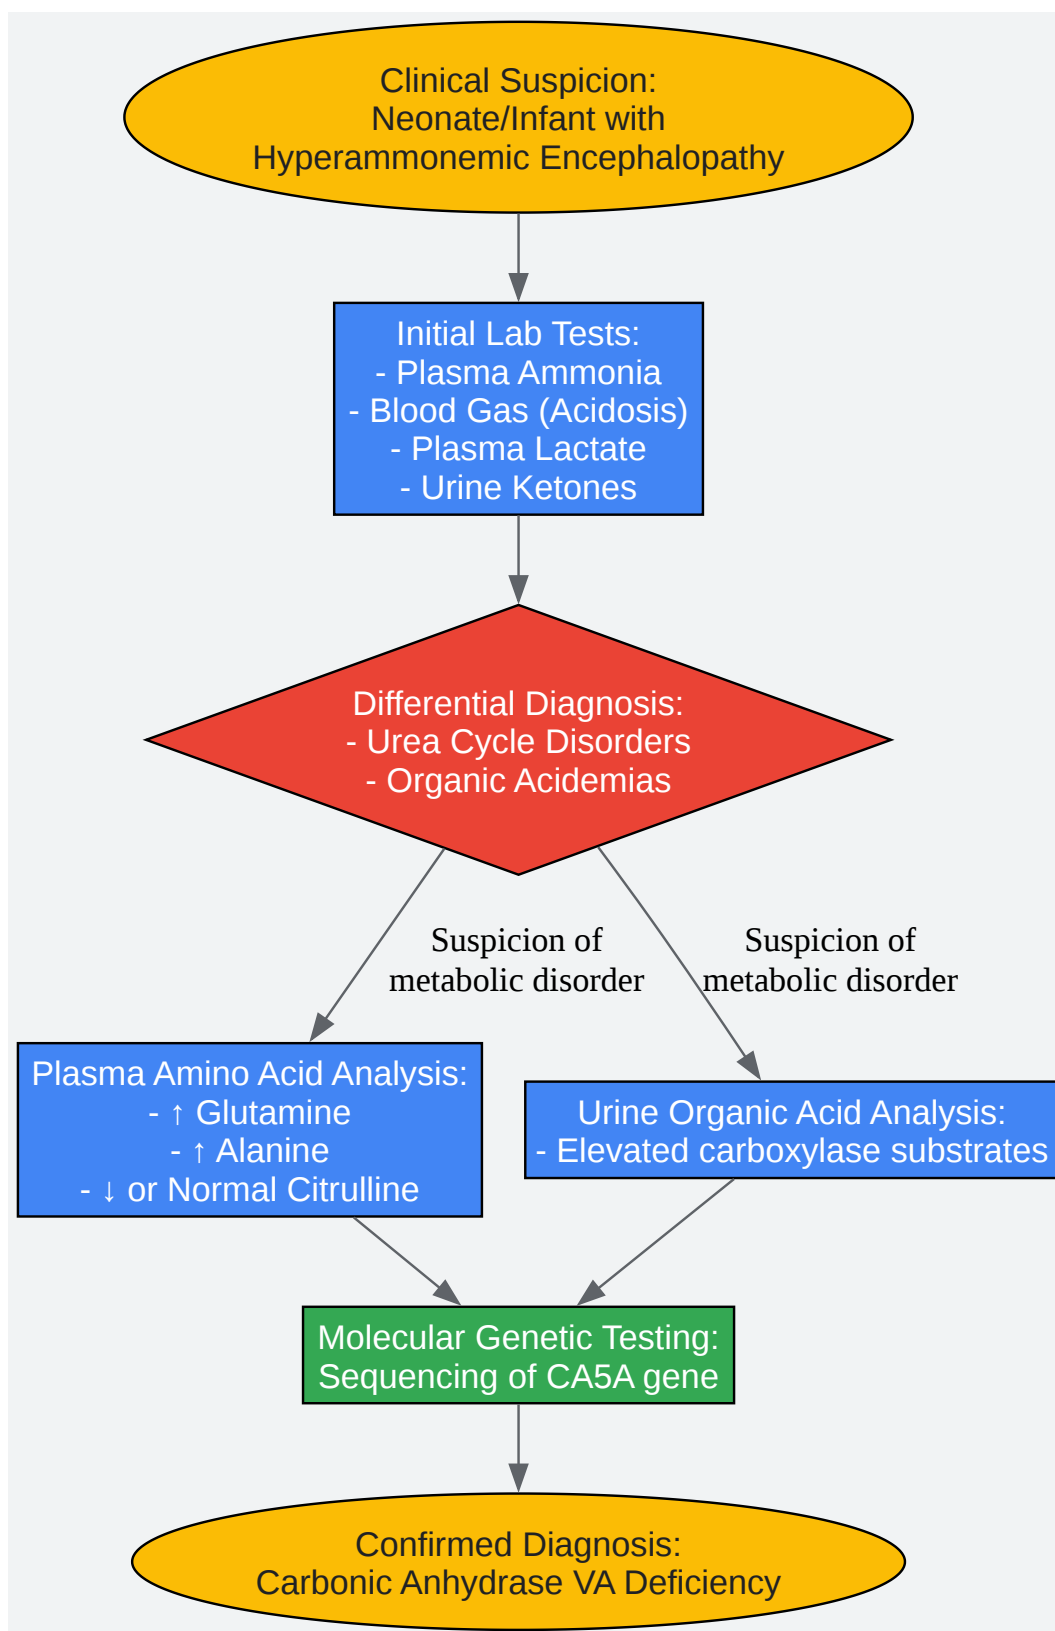 Clinical Suspicion:
Neonate/Infant with
Hyperammonemic Encephalopathy
Initial Lab Tests:
- Plasma Ammonia
- Blood Gas (Acidosis)
- Plasma Lactate
- Urine Ketones
Differential Diagnosis:
- Urea Cycle Disorders
- Organic Acidemias
Suspicion of
metabolic disorder
Suspicion of
metabolic disorder
Plasma Amino Acid Analysis:
- ↑ Glutamine
- ↑ Alanine
- ↓ or Normal Citrulline
Urine Organic Acid Analysis:
- Elevated carboxylase substrates
Molecular Genetic Testing:
Sequencing of CA5A gene
Confirmed Diagnosis:
Carbonic Anhydrase VA Deficiency